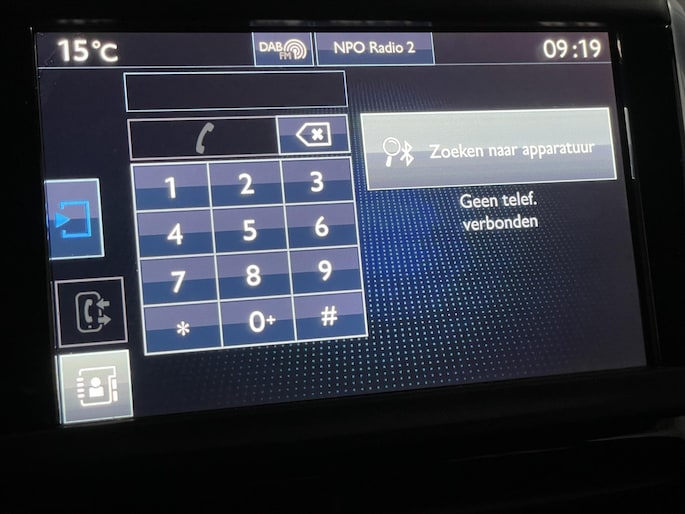 15°C
DAB
FM
NPO Radio 2
09:19
Zoeken naar apparatuur
Geen telef.
verbonden
1 2 3
4 5 6
7 8 9
* 0+ #